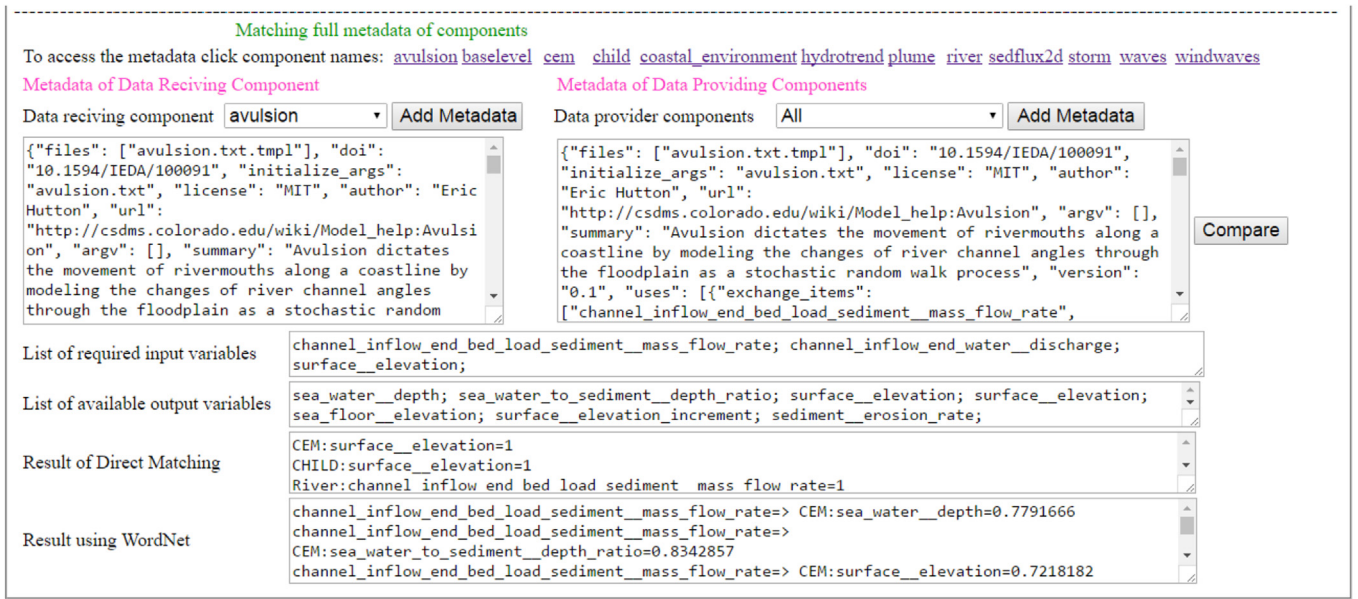 Matching full metadata of components
To access the metadata click component names: avulsion baselevel cem child coastal_environment hydrotrend plume river sedflux2d storm waves windwaves
Metadata of Data Reciving Component
Metadata of Data Providing Components
Data reciving component avulsion Add Metadata
Data provider components All Add Metadata
{"files": ["avulsion.txt.tmpl"], "doi":
"10.1594/IEDA/100091", "initialize_args":
"avulsion.txt", "license": "MIT", "author": "Eric
Hutton", "url":
"http://csdms.colorado.edu/wiki/Model_help:Avulsi
on", "argv": [], "summary": "Avulsion dictates
the movement of rivermouths along a coastline by
modeling the changes of river channel angles
through the floodplain as a stochastic random
{"files": ["avulsion.txt.tmpl"], "doi": "10.1594/IEDA/100091",
"initialize_args": "avulsion.txt", "license": "MIT", "author":
"Eric Hutton", "url":
"http://csdms.colorado.edu/wiki/Model_help:Avulsion", "argv": [],
"summary": "Avulsion dictates the movement of rivermouths along a
coastline by modeling the changes of river channel angles through
the floodplain as a stochastic random walk process", "version":
"0.1", "uses": [{"exchange_items":
["channel_inflow_end_bed_load_sediment__mass_flow_rate",
Compare
List of required input variables
channel_inflow_end_bed_load_sediment__mass_flow_rate; channel_inflow_end_water__discharge;
surface__elevation;
List of available output variables
sea_water__depth; sea_water_to_sediment__depth_ratio; surface__elevation; surface__elevation;
sea_floor__elevation; surface__elevation_increment; sediment__erosion_rate;
Result of Direct Matching
CEM:surface__elevation=1
CHILD:surface__elevation=1
River:channel_inflow_end_bed_load_sediment__mass_flow_rate=1
Result using WordNet
channel_inflow_end_bed_load_sediment__mass_flow_rate=> CEM:sea_water__depth=0.7791666
channel_inflow_end_bed_load_sediment__mass_flow_rate=>
CEM:sea_water_to_sediment__depth_ratio=0.8342857
channel_inflow_end_bed_load_sediment__mass_flow_rate=> CEM:surface__elevation=0.7218182